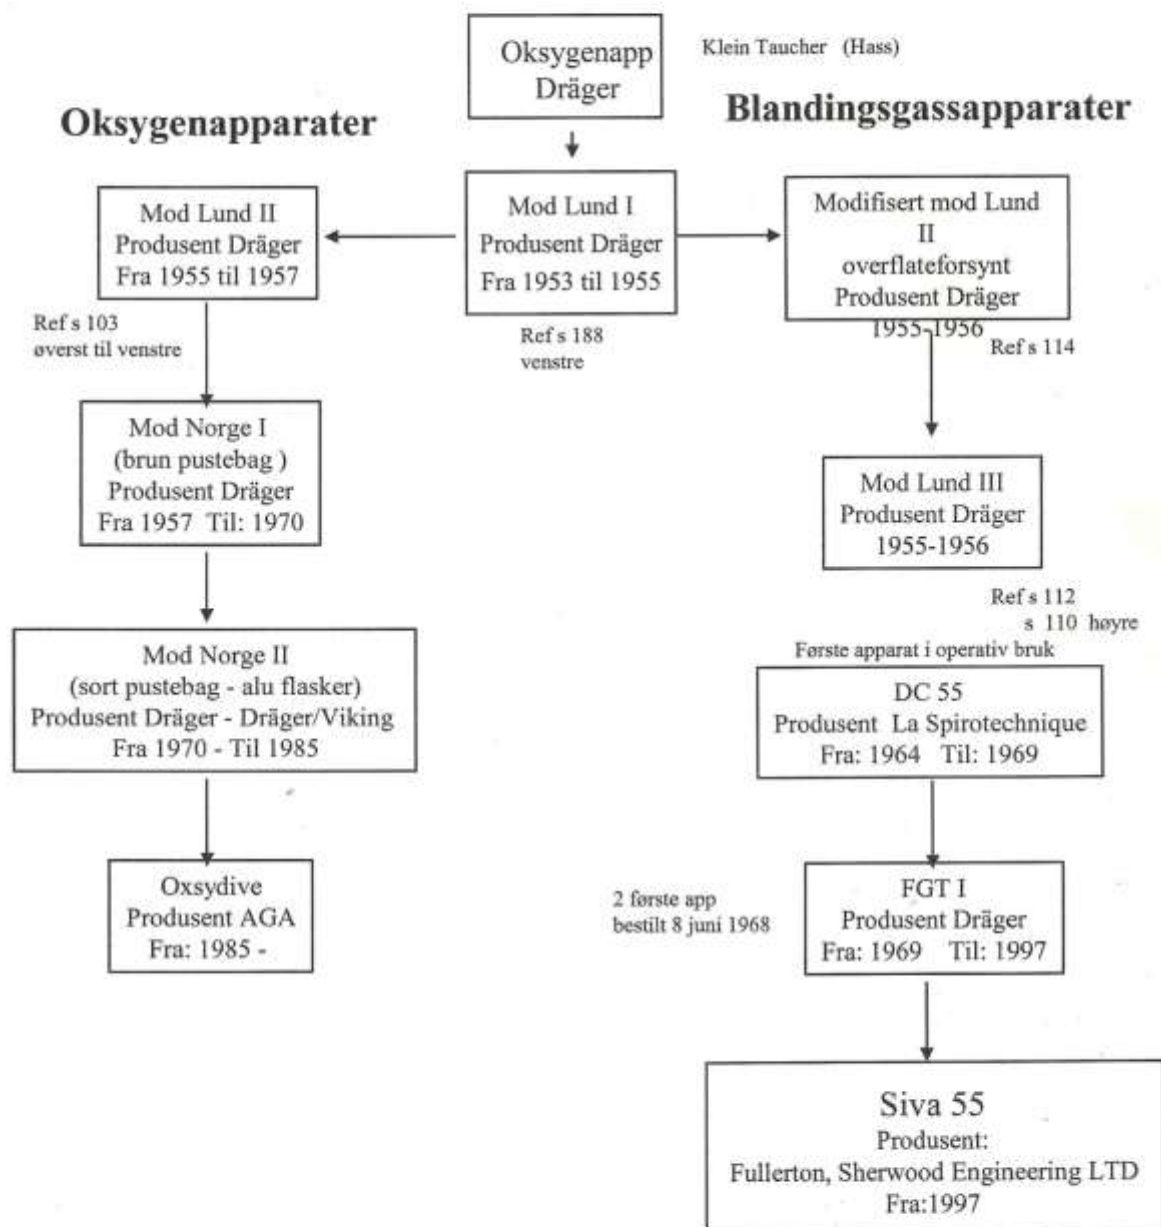 Oksygenapp
Dräger
Klein Taucher (Hass)
Oksygenapparater
Blandingsgassapparater
Mod Lund II
Produsent Dräger
Fra 1955 til 1957
Mod Lund I
Produsent Dräger
Fra 1953 til 1955
Modifisert mod Lund
II
overflateforsynt
Produsent Dräger
1955-1956
Ref s 103
øverst til venstre
Ref s 188
venstre
Ref s 114
Mod Norge I
(brun pustebag )
Produsent Dräger
Fra 1957 Til: 1970
Mod Lund III
Produsent Dräger
1955-1956
Ref s 112
s 110 høyre
Første apparat i operativ bruk
Mod Norge II
(sort pustebag - alu flasker)
Produsent Dräger - Dräger/Viking
Fra 1970 - Til 1985
DC 55
Produsent La Spirotechnique
Fra: 1964 Til: 1969
Oxsydive
Produsent AGA
Fra: 1985 -
2 første app
bestilt 8 juni 1968
FGT I
Produsent Dräger
Fra: 1969 Til: 1997
Siva 55
Produsent:
Fullerton, Sherwood Engineering LTD
Fra:1997